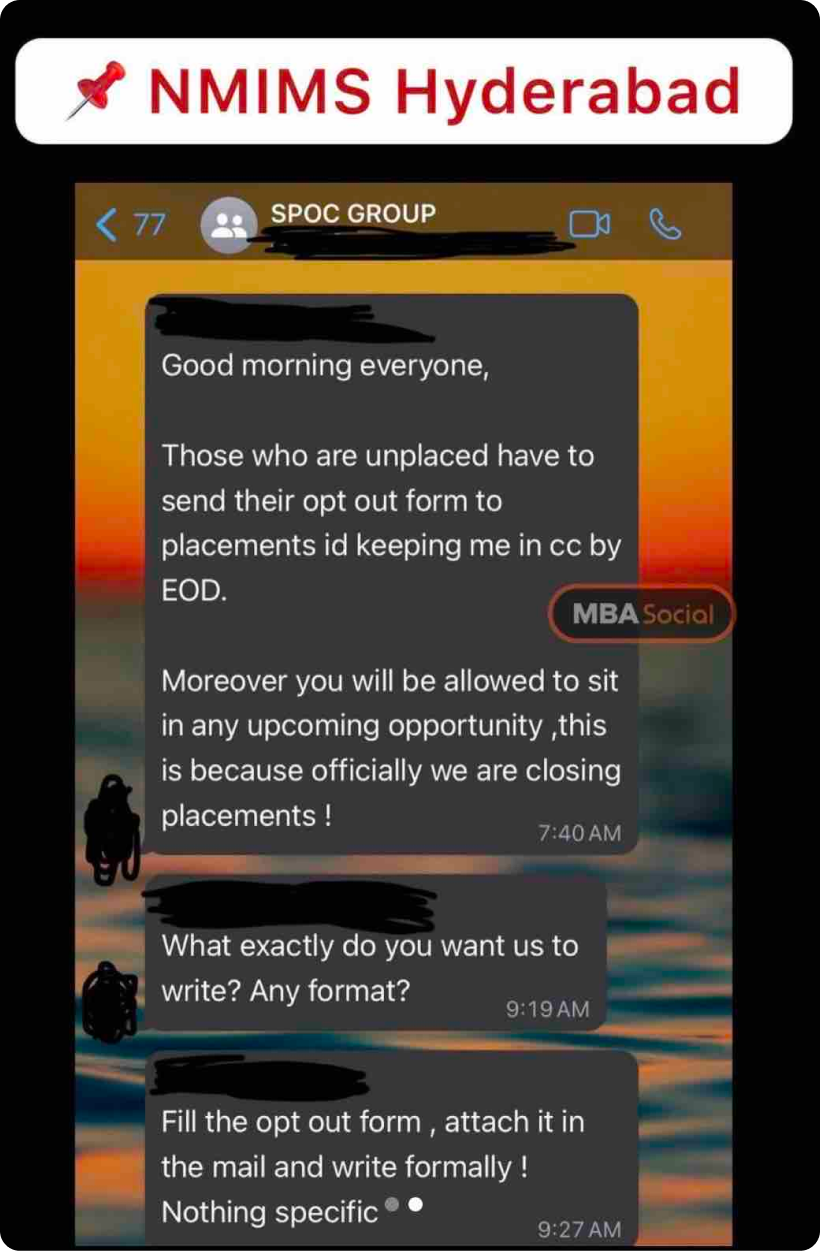 NMIMS Hyderabad
77
SPOC GROUP
Good morning everyone,
Those who are unplaced have to
send their opt out form to
placements id keeping me in cc by
EOD.
MBASocial
Moreover you will be allowed to sit
in any upcoming opportunity ,this
is because officially we are closing
placements !
7:40 AM
What exactly do you want us to
write? Any format?
9:19 AM
Fill the opt out form , attach it in
the mail and write formally !
Nothing specific
9:27 AM